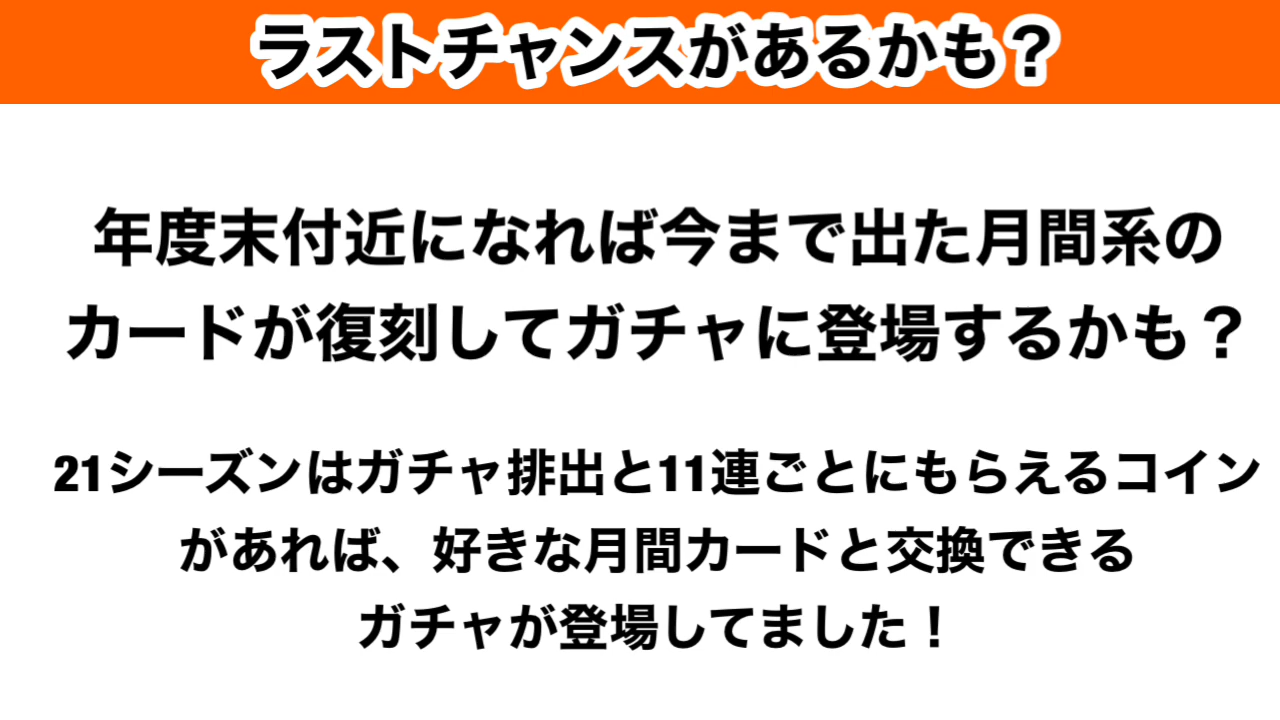 ラストチャンスがあるかも？
年度末付近になれば今まで出た月間系の
カードが復刻してガチャに登場するかも？
21シーズンはガチャ排出と11連ごとにもらえるコイン
があれば、好きな月間カードと交換できる
ガチャが登場してました！